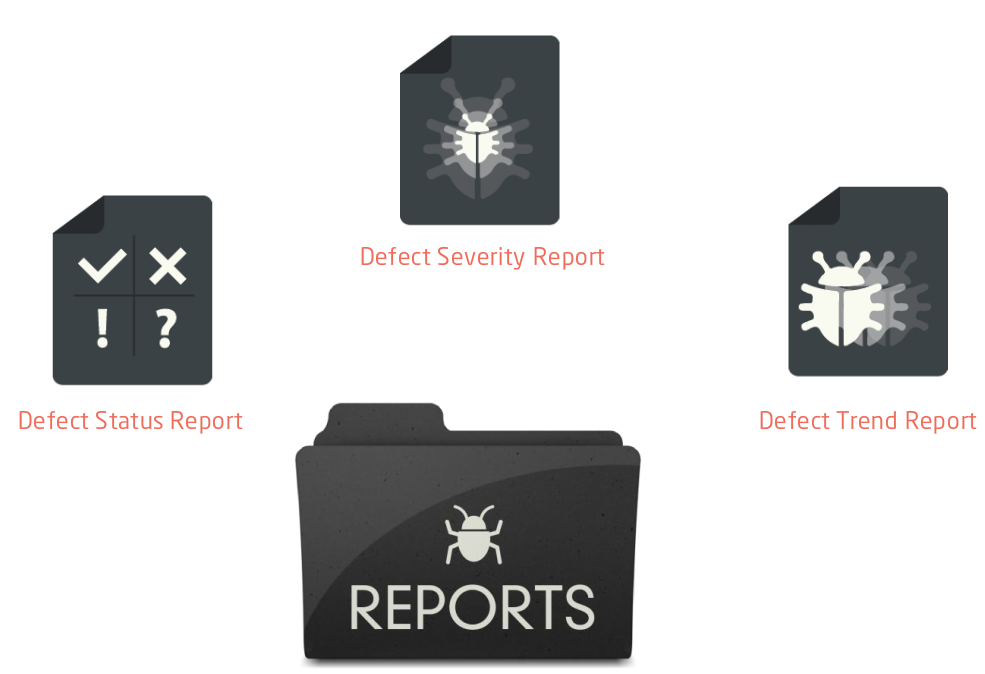 Defect Severity Report
Defect Status Report
Defect Trend Report
! ?
REPORTS